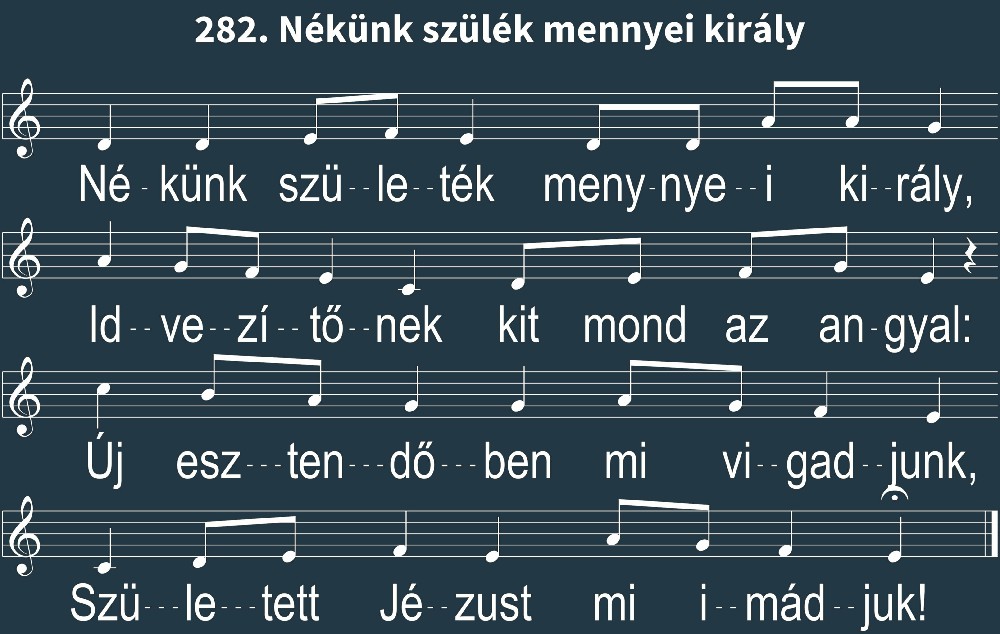 282. Nékünk szülék mennyei király
Né - künk szü - - le - - ték meny - nye - - i ki - - rály,
Id - - ve - - zí - - tő - - nek kit mond az an - gyal:
Új esz - - - ten - - - dő - - - ben mi vi - - gad - - junk,
Szü - - - le - - - tett Jé - - zust mi i - - mád - - juk!